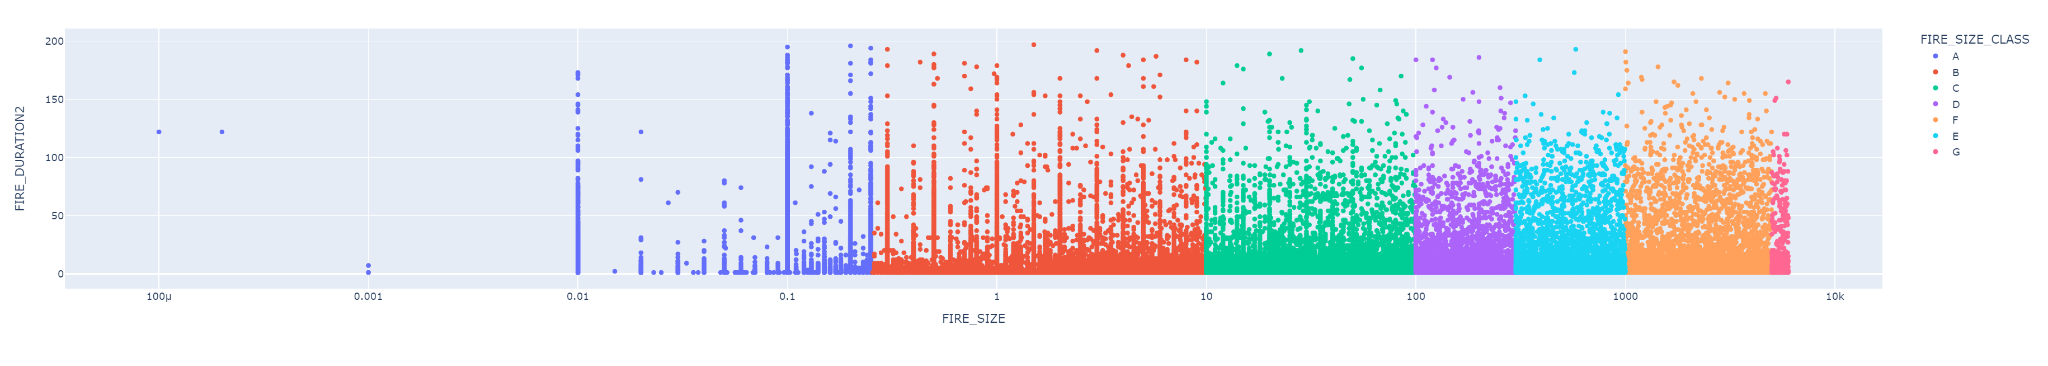 FIRE_DURATION2
200
150
100
50
0
100μ
0.001
0.01
0.1
1
10
100
1000
10k
FIRE_SIZE
FIRE_SIZE_CLASS
A
B
C
D
F
E
G